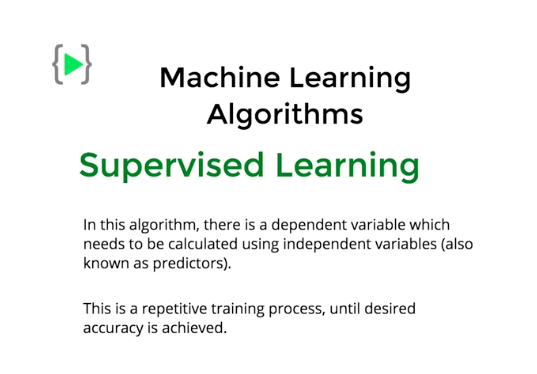 Machine Learning
Algorithms
Supervised Learning
In this algorithm, there is a dependent variable which
needs to be calculated using independent variables (also
known as predictors).
This is a repetitive training process, until desired
accuracy is achieved.